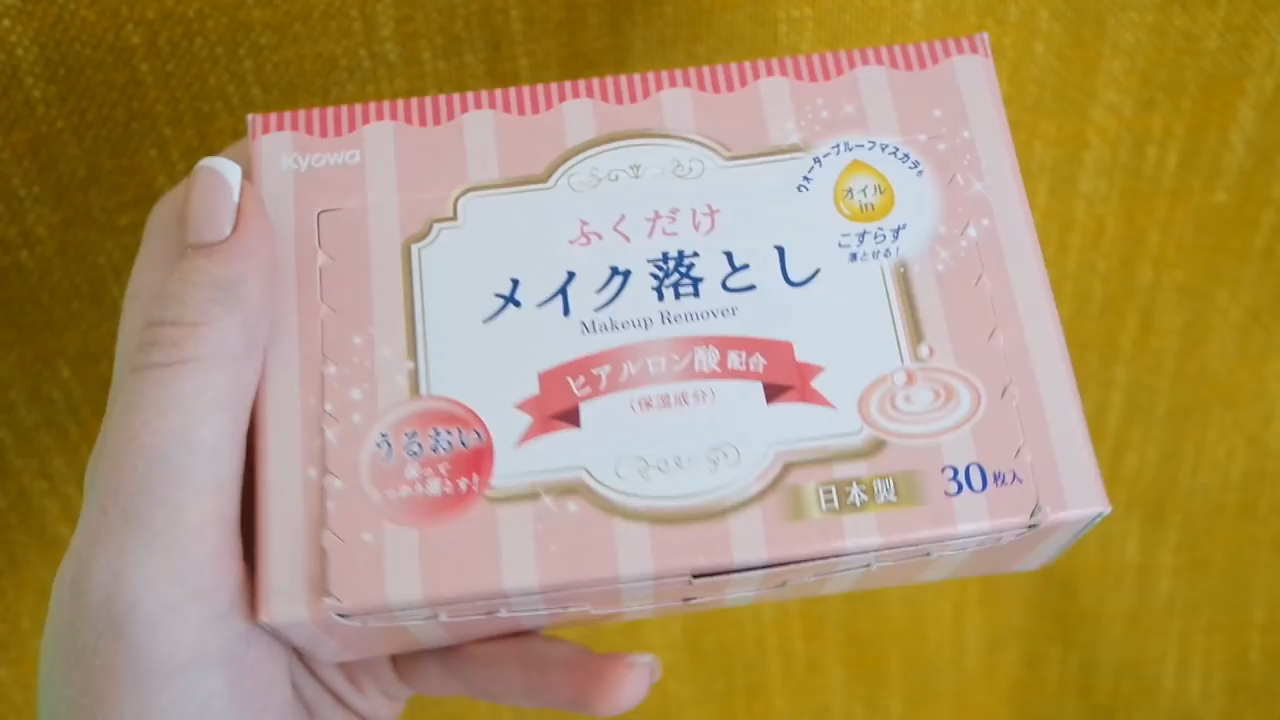 Kyowa
ウォータープルーフマスカラも
オイル
in
こすらず
落とせる!
ふくだけ
メイク落とし
Makeup Remover
ヒアルロン酸配合
(保湿成分)
うるおい
日本製
30枚入